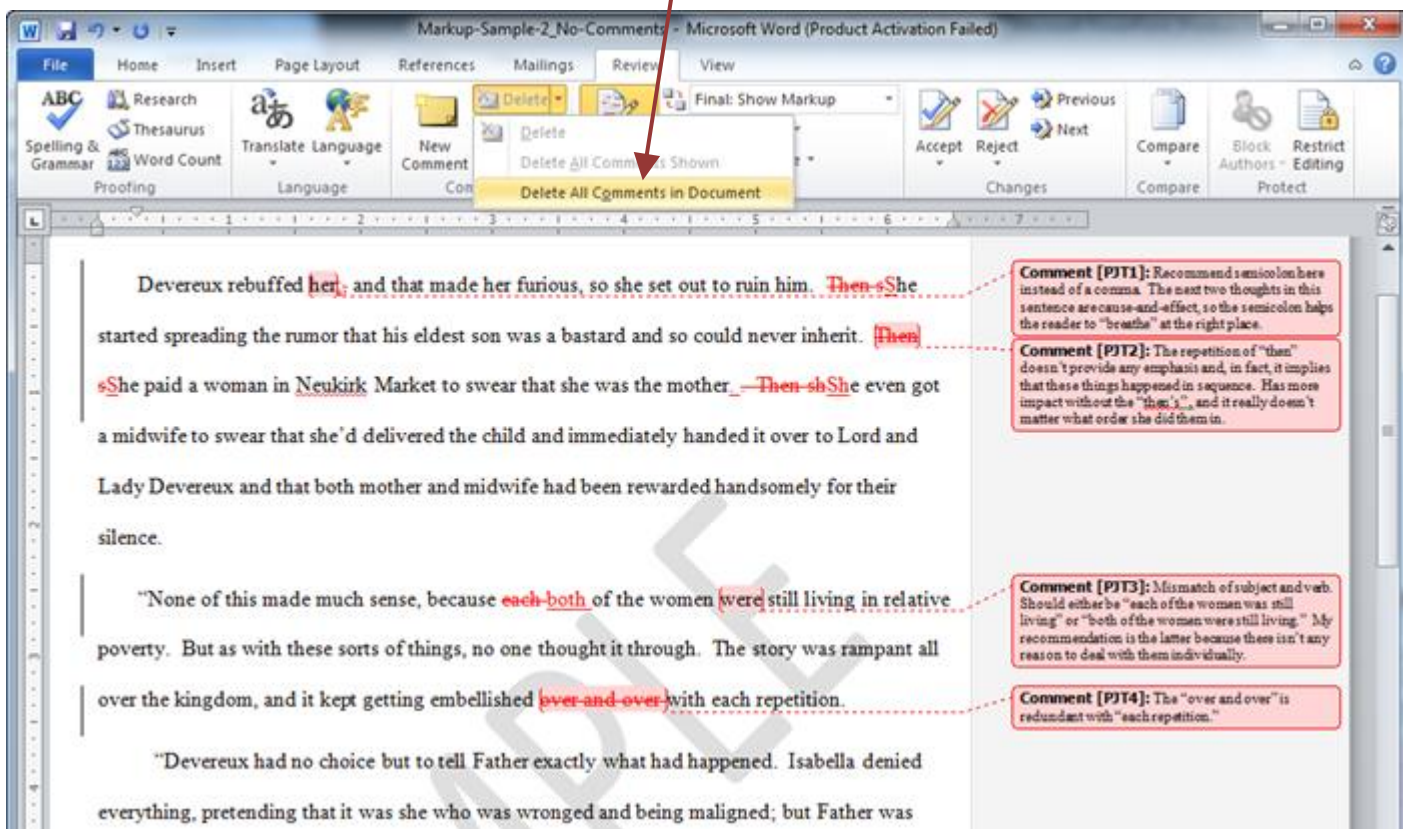 Markup-Sample-2_No-Comments - Microsoft Word (Product Activation Failed)
File Home Insert Page Layout References Mailings Review View
ABC Spelling & Grammar
Research
Thesaurus
Word Count
Proofing
Translate Language
Language
New Comment
Delete
Delete
Delete All Comments Shown
Delete All Comments in Document
Final: Show Markup
Accept Reject
Previous
Next
Changes
Compare
Compare
Block Authors
Restrict Editing
Protect
1 2 3 4 5 6 7
Devereux rebuffed her; and that made her furious, so she set out to ruin him. Then sShe
started spreading the rumor that his eldest son was a bastard and so could never inherit. Then
sShe paid a woman in Neukirk Market to swear that she was the mother. Then shShe even got
a midwife to swear that she"d delivered the child and immediately handed it over to Lord and
Lady Devereux and that both mother and midwife had been rewarded handsomely for their
silence.
“None of this made much sense, because each both of the women were still living in relative
poverty. But as with these sorts of things, no one thought it through. The story was rampant all
over the kingdom, and it kept getting embellished over and over with each repetition.
“Devereux had no choice but to tell Father exactly what had happened. Isabella denied
everything, pretending that it was she who was wronged and being maligned; but Father was
Comment [PJT1]: Recommend semicolon here
instead of a comma. The next two thoughts in this
sentence are cause-and-effect, so the semicolon helps
the reader to “breathe” at the right place.
Comment [PJT2]: The repetition of “then”
doesn’t provide any emphasis and, in fact, it implies
that these things happened in sequence. Has more
impact without the “then’s”, and it really doesn’t
matter what order she did them in.
Comment [PJT3]: Mismatch of subject and verb.
Should either be “each of the women was still
living” or “both of the women were still living.” My
recommendation is the latter because there isn’t any
reason to deal with them individually.
Comment [PJT4]: The “over and over” is
redundant with “each repetition.”